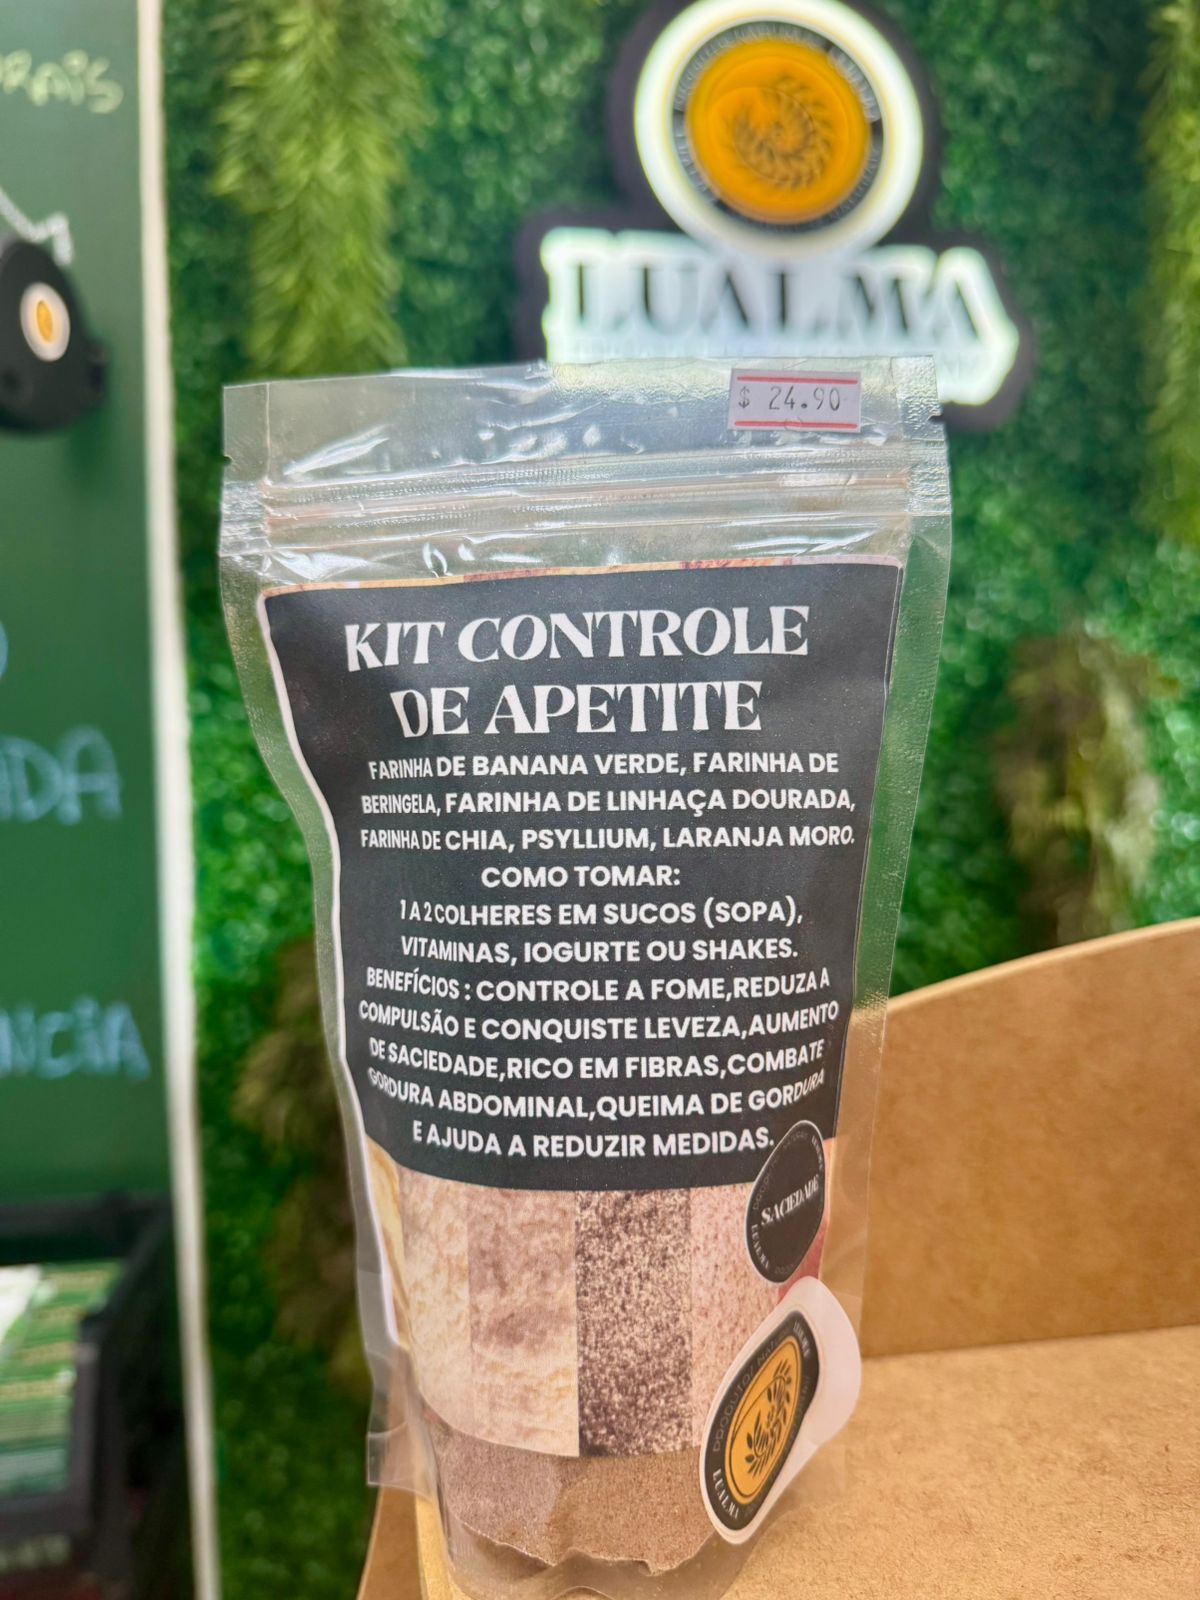 LUALMA
$ 24.90
KIT CONTROLE
DE APETITE
FARINHA DE BANANA VERDE, FARINHA DE
BERINGELA, FARINHA DE LINHAÇA DOURADA,
FARINHA DE CHIA, PSYLLIUM, LARANJA MORO.
COMO TOMAR:
1 A 2 COLHERES EM SUCOS (SOPA),
VITAMINAS, IOGURTE OU SHAKES.
BENEFÍCIOS : CONTROLE A FOME,REDUZA A
COMPULSÃO E CONQUISTE LEVEZA,AUMENTO
DE SACIEDADE,RICO EM FIBRAS,COMBATE
GORDURA ABDOMINAL,QUEIMA DE GORDURA
E AJUDA A REDUZIR MEDIDAS.
SACIEDADE
LUALMA
LUALMA